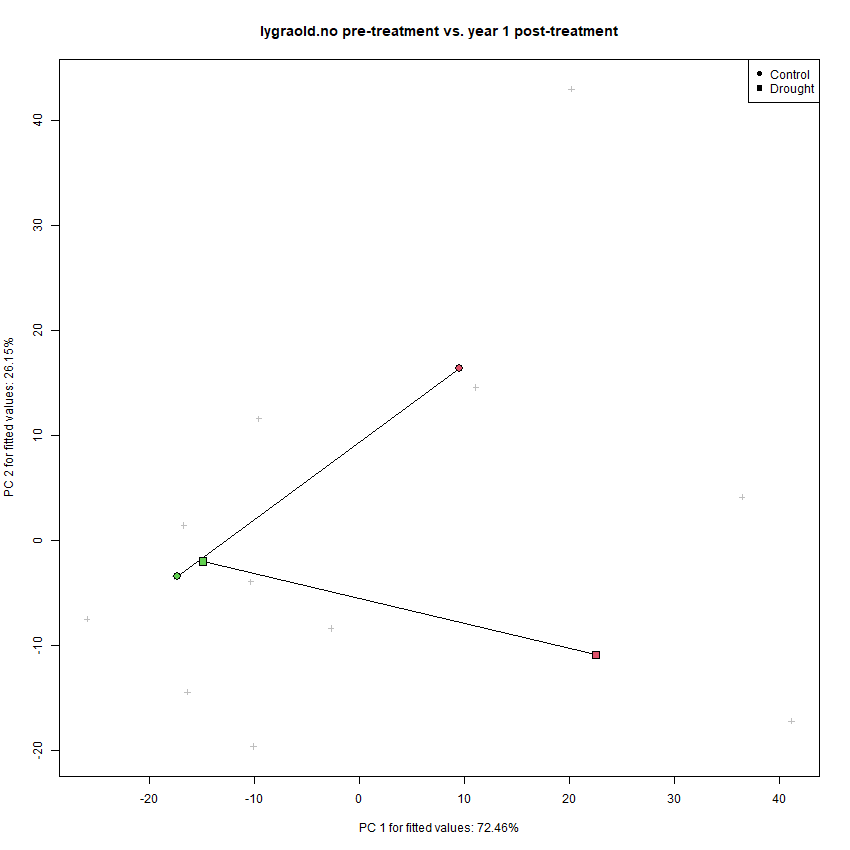 lygraold.no pre-treatment vs. year 1 post-treatment
Control
Drought
40
30
20
10
0
-10
-20
PC 2 for fitted values: 26.15%
-20 -10 0 10 20 30 40
PC 1 for fitted values: 72.46%